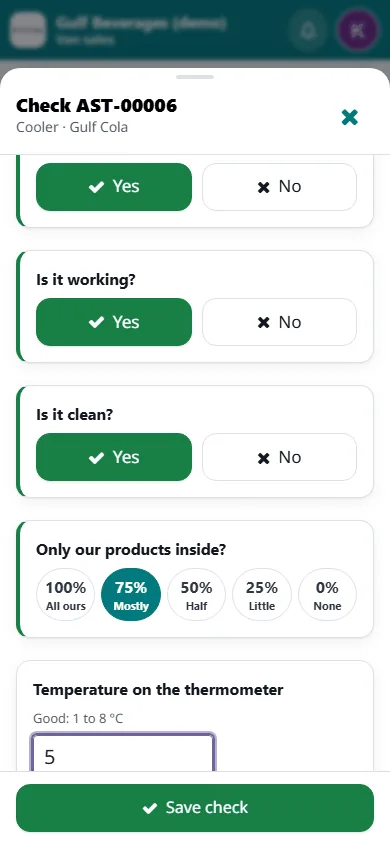 Gulf Beverages (demo)
Van sales
K
Check AST-00006
Cooler · Gulf Cola
Yes
No
Is it working?
Yes
No
Is it clean?
Yes
No
Only our products inside?
100% 75% 50% 25% 0%
All ours Mostly Half Little None
Temperature on the thermometer
Good: 1 to 8 °C
5
Save check